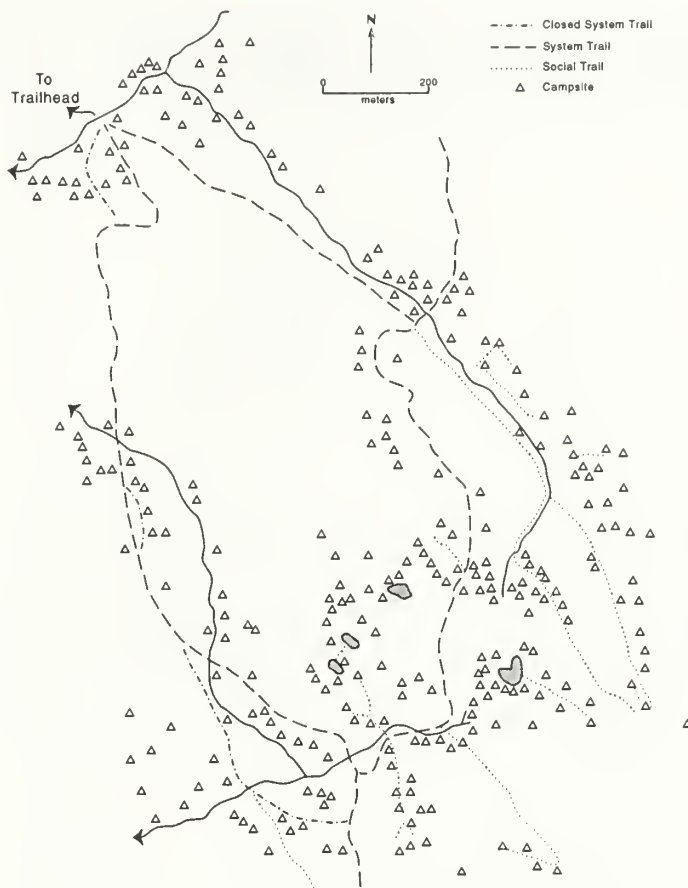 N
0 200
meters
Closed System Trail
System Trail
Social Trail
Campsite
To
Trailhead